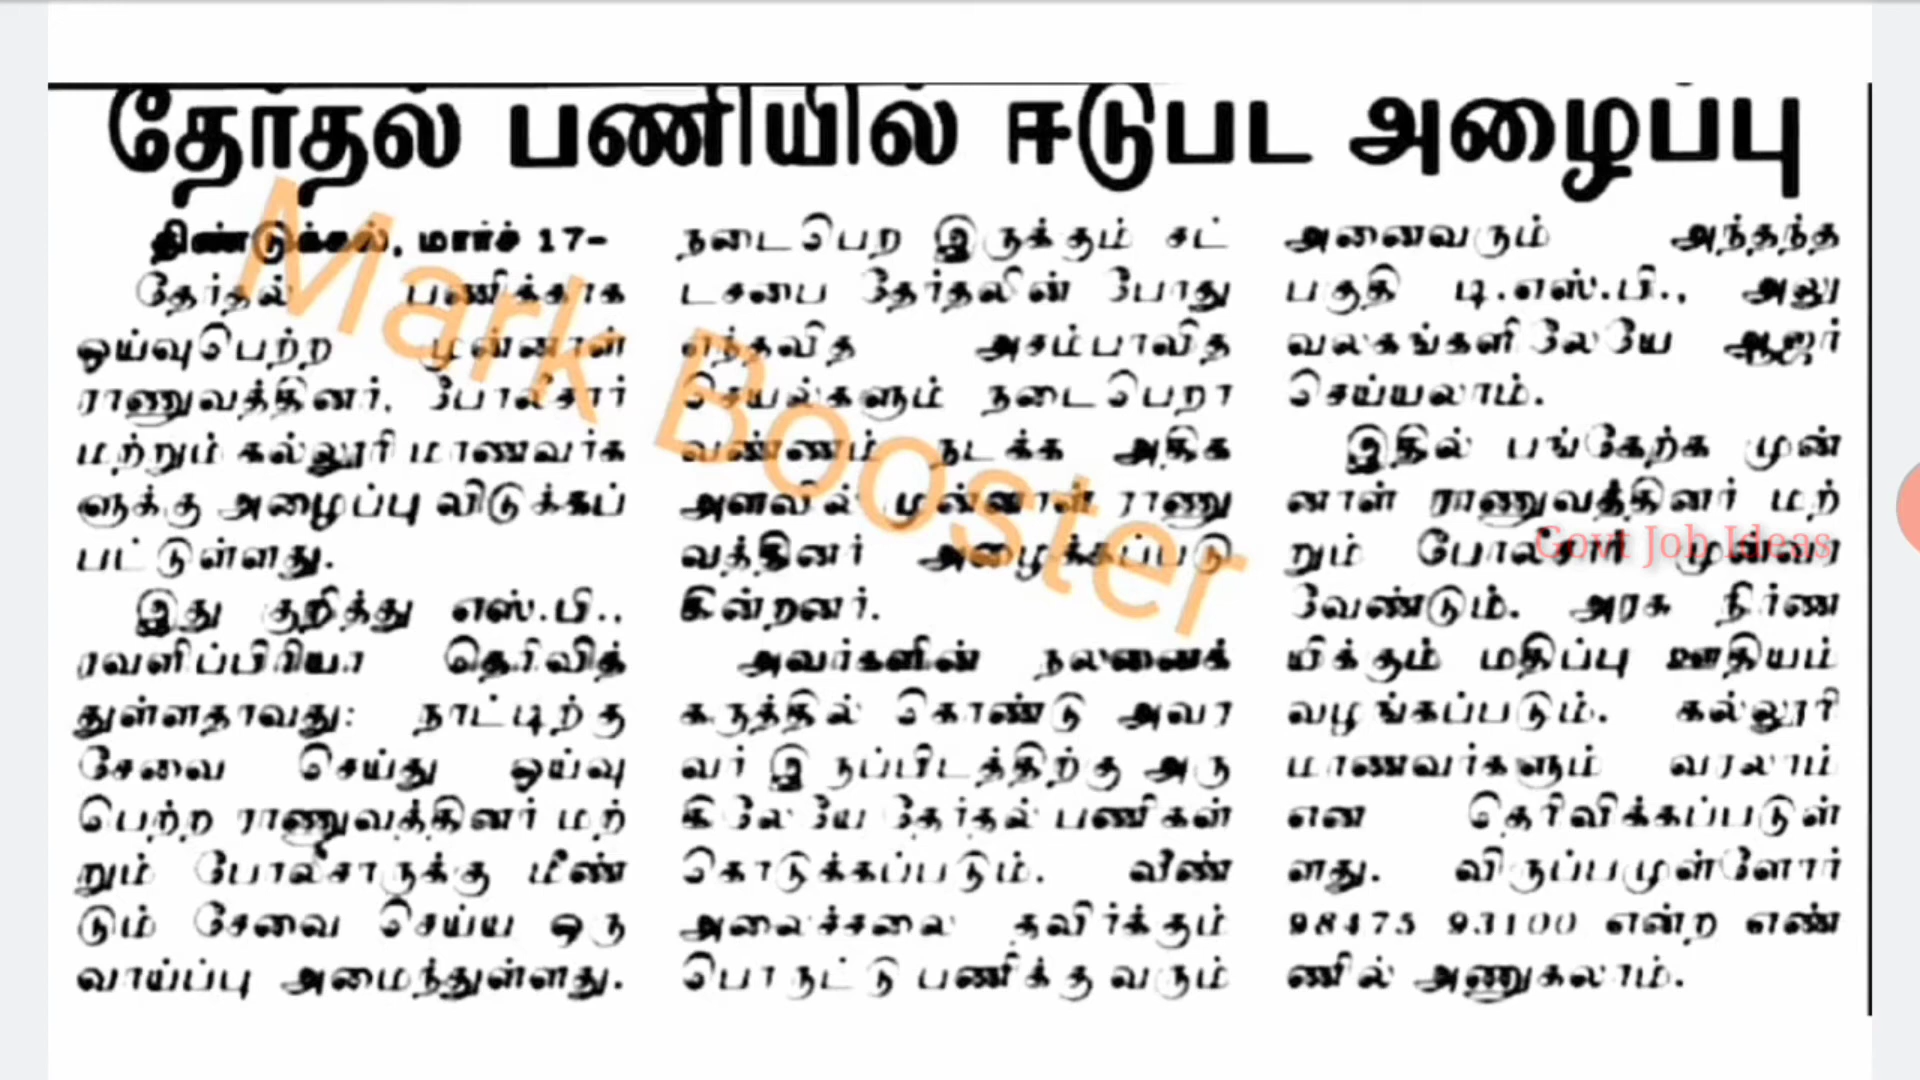 தேர்தல் பணியில் ஈடுபட அழைப்பு
திண்டுக்கல், மார்ச் 17-
தேர்தல் பணிக்காக
ஓய்வுபெற்ற முன்னாள்
ராணுவத்தினர், போலீசார்
மற்றும் கல்லூரி மாணவர்க
ளுக்கு அழைப்பு விடுக்கப்
பட்டுள்ளது.
இது குறித்து எஸ்.பி.,
ரவளிப்பிரியா தெரிவித்
துள்ளதாவது: நாட்டிற்கு
சேவை செய்து ஓய்வு
பெற்ற ராணுவத்தினர் மற்
றும் போலீசாருக்கு மீண்
டும் சேவை செய்ய ஒரு
வாய்ப்பு அமைந்துள்ளது.
நடைபெற இருக்கும் சட்
டசபை தேர்தலின் போது
எந்தவித அசம்பாவித
செயல்களும் நடைபெறா
வண்ணம் நடக்க அதிக
அளவில் முன்னாள் ராணு
வத்தினர் அழைக்கப்படு
கின்றனர்.
அவர்களின் நலனைக்
கருத்தில் கொண்டு அவர
வர் இருப்பிடத்திற்கு அரு
கிலேயே தேர்தல் பணிகள்
கொடுக்கப்படும். வீண்
அலைச்சலை தவிர்க்கும்
பொருட்டு பணிக்கு வரும்
அனைவரும் அந்தந்த
பகுதி டி.எஸ்.பி., அலு
வலகங்களிலேயே ஆஜர்
செய்யலாம்.
இதில் பங்கேற்க முன்
னாள் ராணுவத்தினர் மற்
றும் போலீசார் முன்வர
வேண்டும். அரசு நிர்ண
யிக்கும் மதிப்பு ஊதியம்
வழங்கப்படும். கல்லூரி
மாணவர்களும் வரலாம்
என தெரிவிக்கப்பட்டுள்
ளது. விருப்பமுள்ளோர்
98475 93100 என்ற எண்
ணில் அணுகலாம்.
Mark Booster
Govt Job Ideas